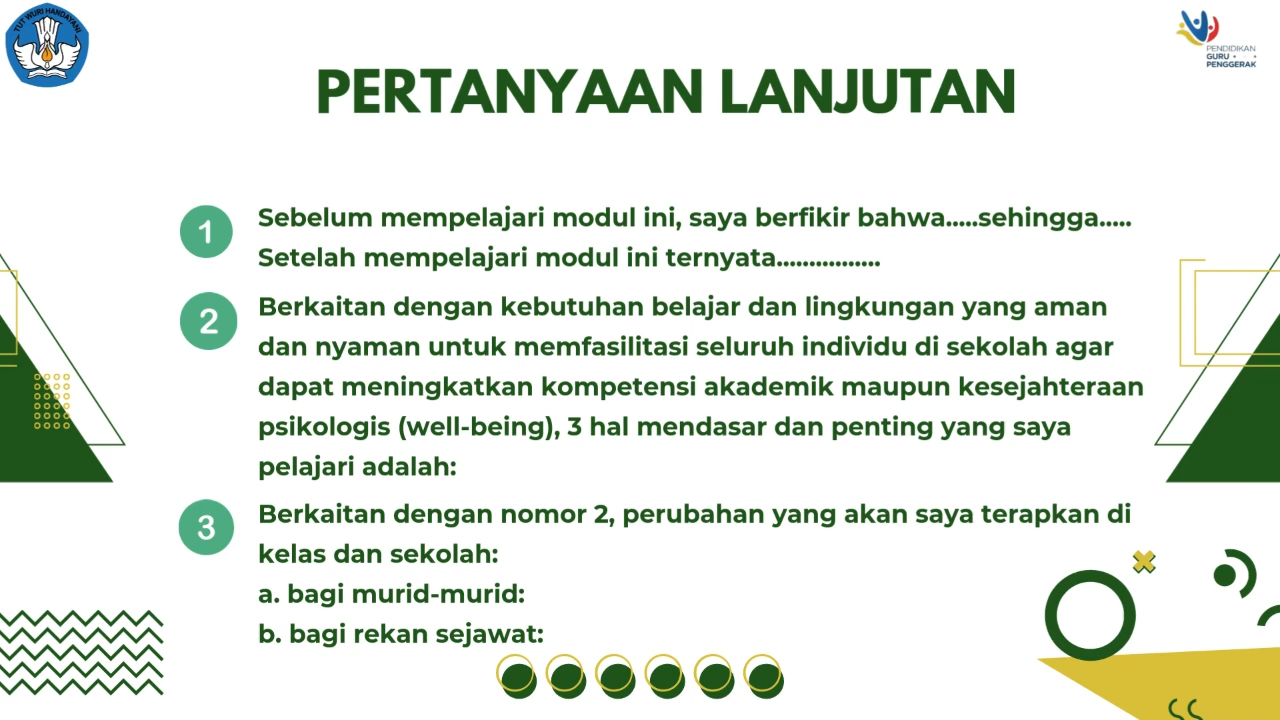 TUT WURI HANDAYANI
PENDIDIKAN
GURU
PENGGERAK
PERTANYAAN LANJUTAN
1
Sebelum mempelajari modul ini, saya berfikir bahwa.....sehingga.....
Setelah mempelajari modul ini ternyata................
2
Berkaitan dengan kebutuhan belajar dan lingkungan yang aman
dan nyaman untuk memfasilitasi seluruh individu di sekolah agar
dapat meningkatkan kompetensi akademik maupun kesejahteraan
psikologis (well-being), 3 hal mendasar dan penting yang saya
pelajari adalah:
3
Berkaitan dengan nomor 2, perubahan yang akan saya terapkan di
kelas dan sekolah:
a. bagi murid-murid:
b. bagi rekan sejawat: